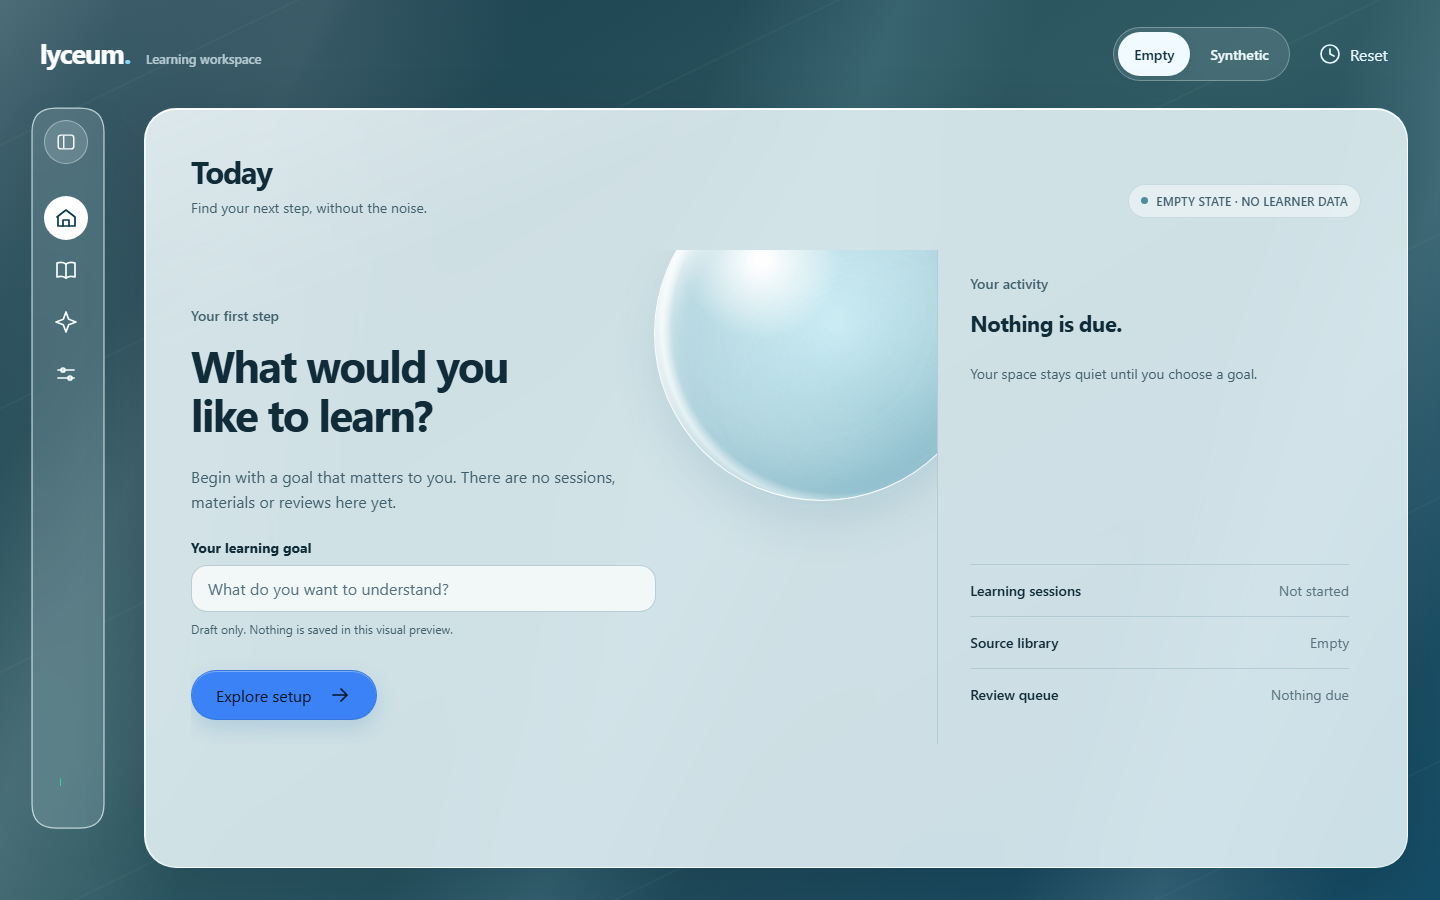 lyceum.
Learning workspace
Empty
Synthetic
Reset
Today
Find your next step, without the noise.
EMPTY STATE · NO LEARNER DATA
Your first step
What would you
like to learn?
Begin with a goal that matters to you. There are no sessions,
materials or reviews here yet.
Your learning goal
What do you want to understand?
Draft only. Nothing is saved in this visual preview.
Explore setup
Your activity
Nothing is due.
Your space stays quiet until you choose a goal.
Learning sessions Not started
Source library Empty
Review queue Nothing due